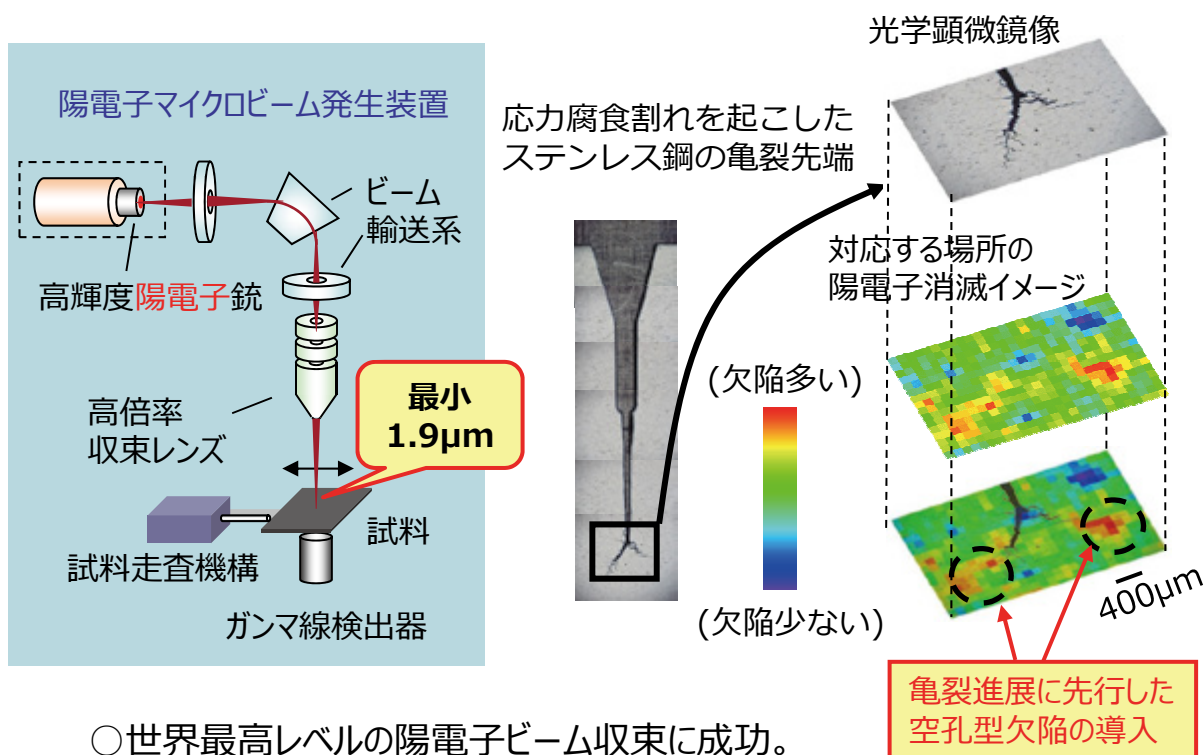 陽電子マイクロビーム発生装置
ビーム
輸送系
高輝度陽電子銃
高倍率
収束レンズ
最小
1.9μm
試料
試料走査機構
ガンマ線検出器
応力腐食割れを起こした
ステンレス鋼の亀裂先端
光学顕微鏡像
対応する場所の
陽電子消滅イメージ
(欠陥多い)
(欠陥少ない)
400μm
亀裂進展に先行した
空孔型欠陥の導入
○世界最高レベルの陽電子ビーム収束に成功。